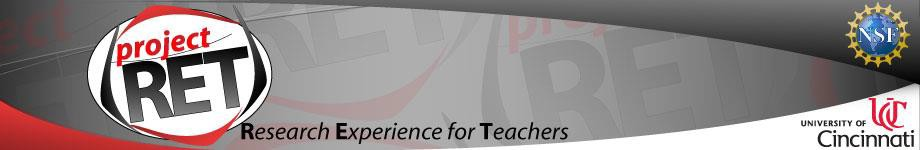 project
RET
Research Experience for Teachers
NSF
UC
UNIVERSITY OF
Cincinnati